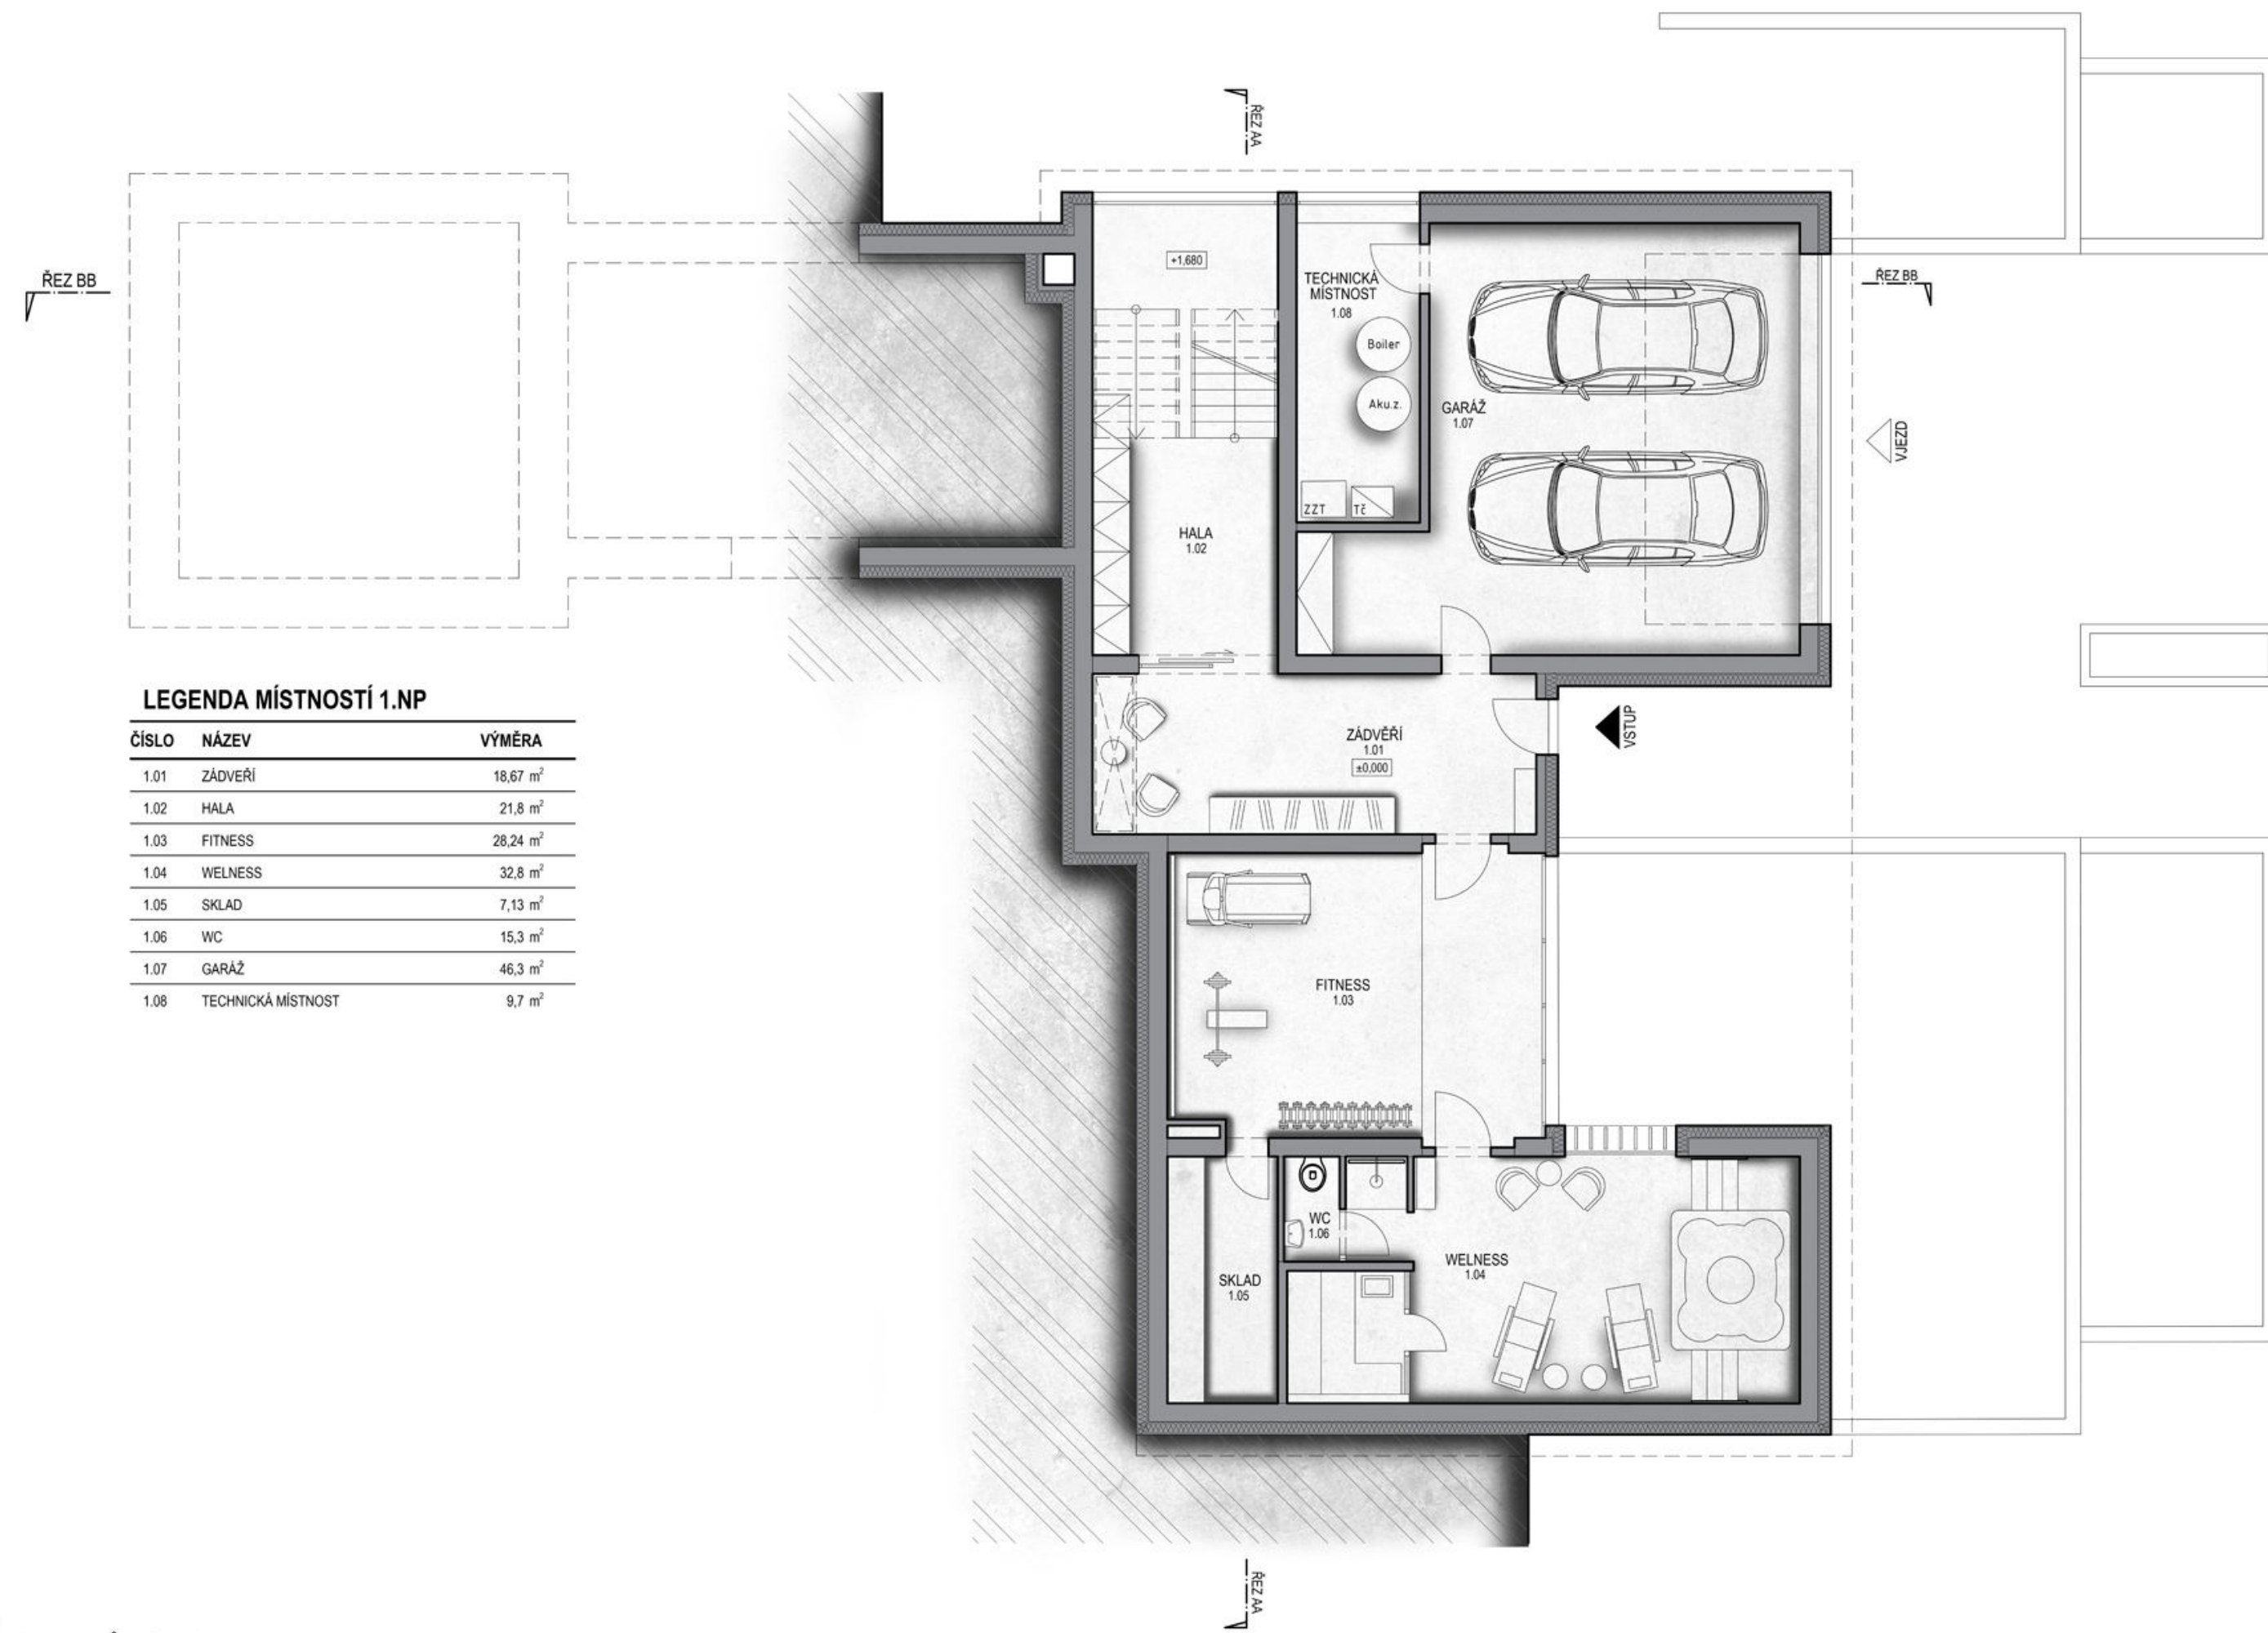 ŘEZ AA
ŘEZ BB
ŘEZ BB
+1,680
TECHNICKÁ
MÍSTNOST
1.08
Boiler
Aku.z.
GARÁŽ
1.07
VJEZD
ZZT
Tč
HALA
1.02
LEGENDA MÍSTNOSTÍ 1.NP
ČÍSLO NÁZEV VÝMĚRA
1.01 ZÁDVEŘÍ 18,67 m²
1.02 HALA 21,8 m²
1.03 FITNESS 28,24 m²
1.04 WELNESS 32,8 m²
1.05 SKLAD 7,13 m²
1.06 WC 15,3 m²
1.07 GARÁŽ 46,3 m²
1.08 TECHNICKÁ MÍSTNOST 9,7 m²
ZÁDVĚŘÍ
1.01
±0,000
VSTUP
FITNESS
1.03
WC
1.06
SKLAD
1.05
WELNESS
1.04
ŘEZ AA